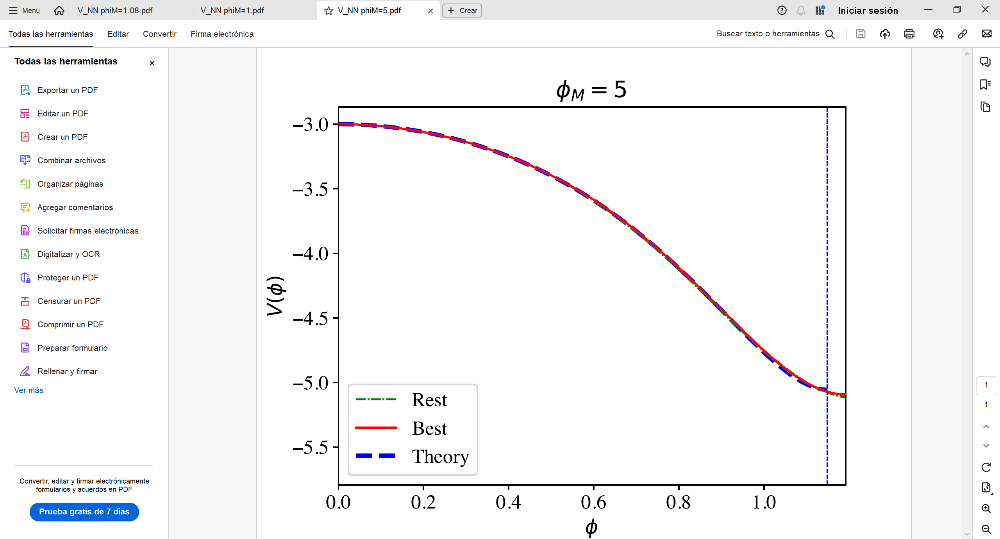 Menú
V_NN phiM=1.08.pdf
V_NN phiM=1.pdf
V_NN phiM=5.pdf
Crear
Iniciar sesión
Todas las herramientas
Editar
Convertir
Firma electrónica
Buscar texto o herramientas
Todas las herramientas
Exportar un PDF
Editar un PDF
Crear un PDF
Combinar archivos
Organizar páginas
Agregar comentarios
Solicitar firmas electrónicas
Digitalizar y OCR
Proteger un PDF
Censurar un PDF
Comprimir un PDF
Preparar formulario
Rellenar y firmar
Ver más
Convertir, editar y firmar electrónicamente
formularios y acuerdos en PDF
Prueba gratis de 7 días
ϕM = 5
V(ϕ)
−3.0
−3.5
−4.0
−4.5
−5.0
−5.5
Rest
Best
Theory
0.0 0.2 0.4 0.6 0.8 1.0
ϕ
1
1